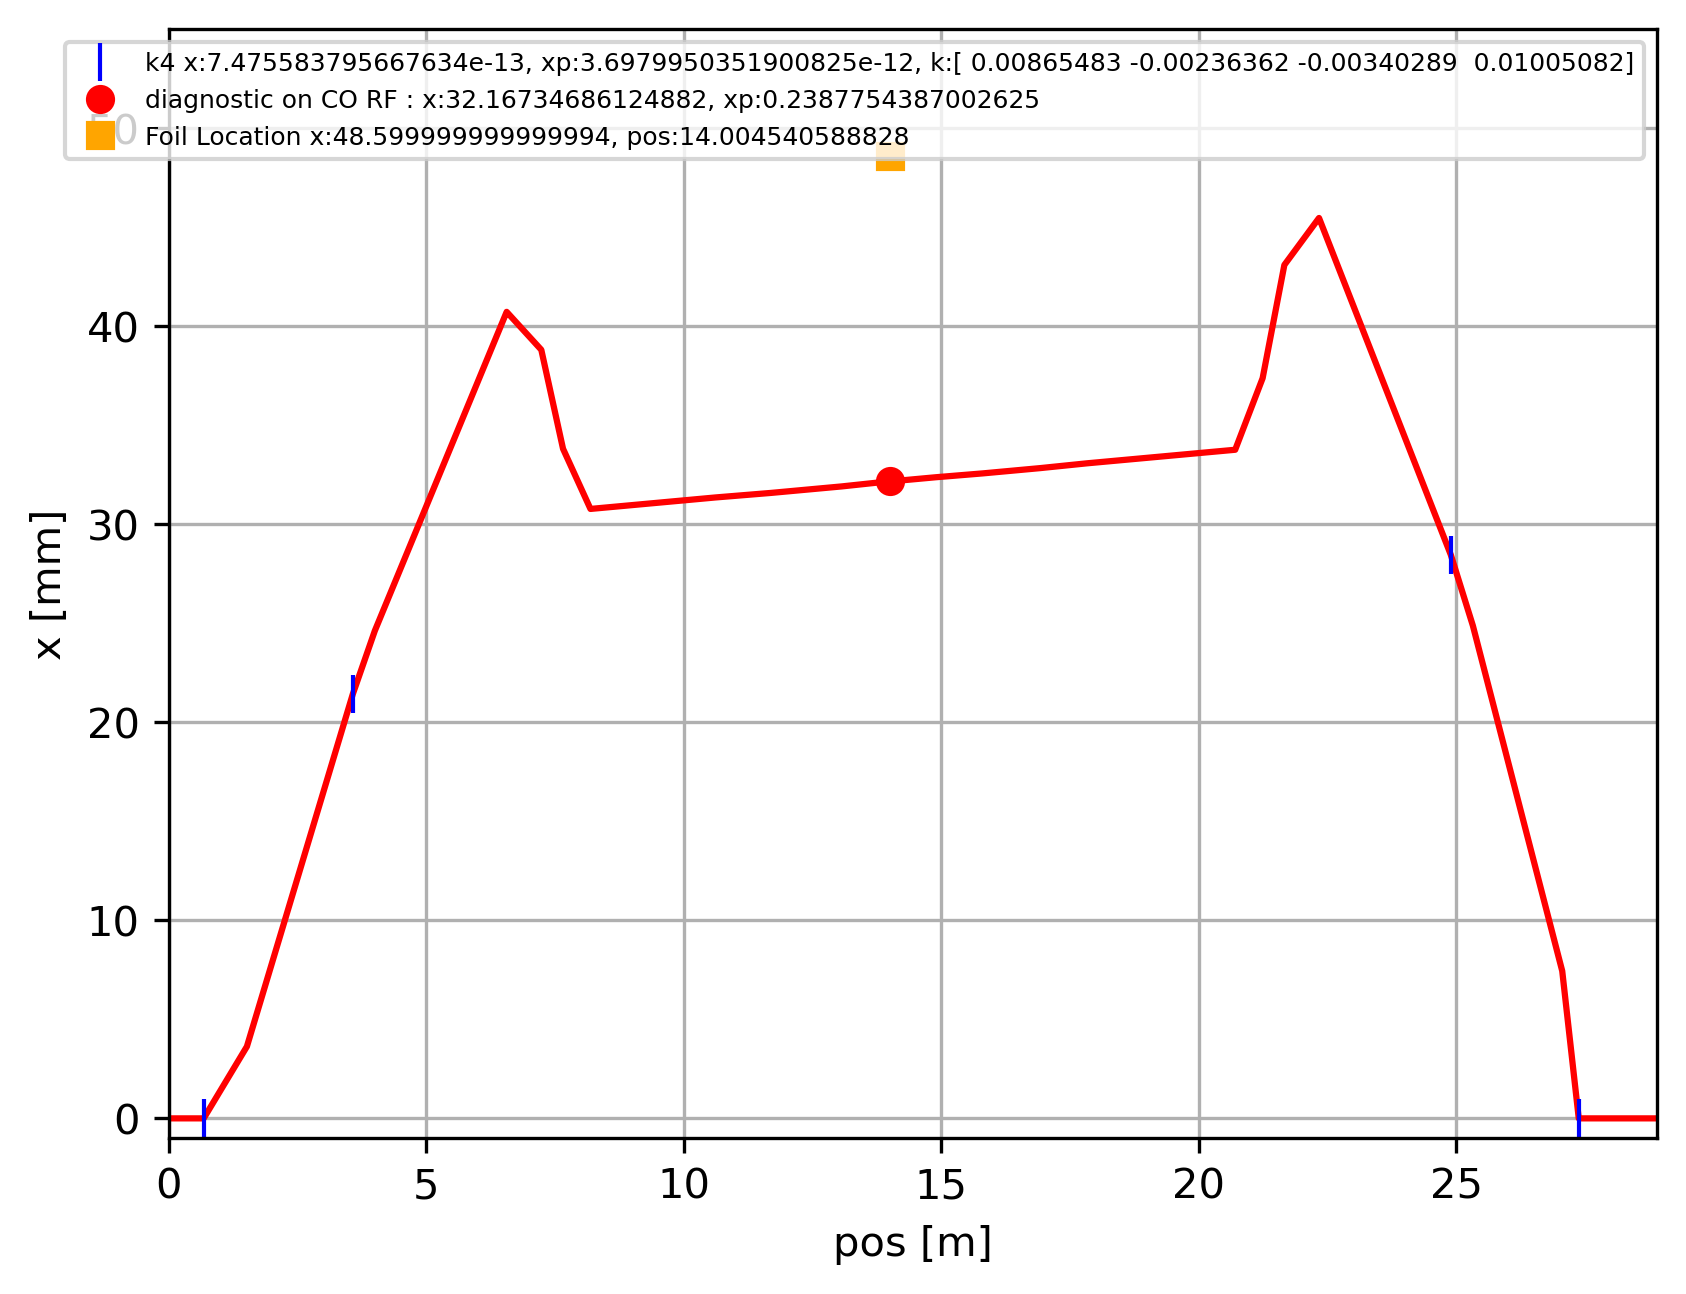 k4 x:7.475583795667634e-13, xp:3.6979950351900825e-12, k:[ 0.00865483 -0.00236362 -0.00340289  0.01005082]
diagnostic on CO RF : x:32.16734686124882, xp:0.2387754387002625
Foil Location x:48.599999999999994, pos:14.004540588828
50
40
30
20
10
0
x [mm]
0 5 10 15 20 25
pos [m]